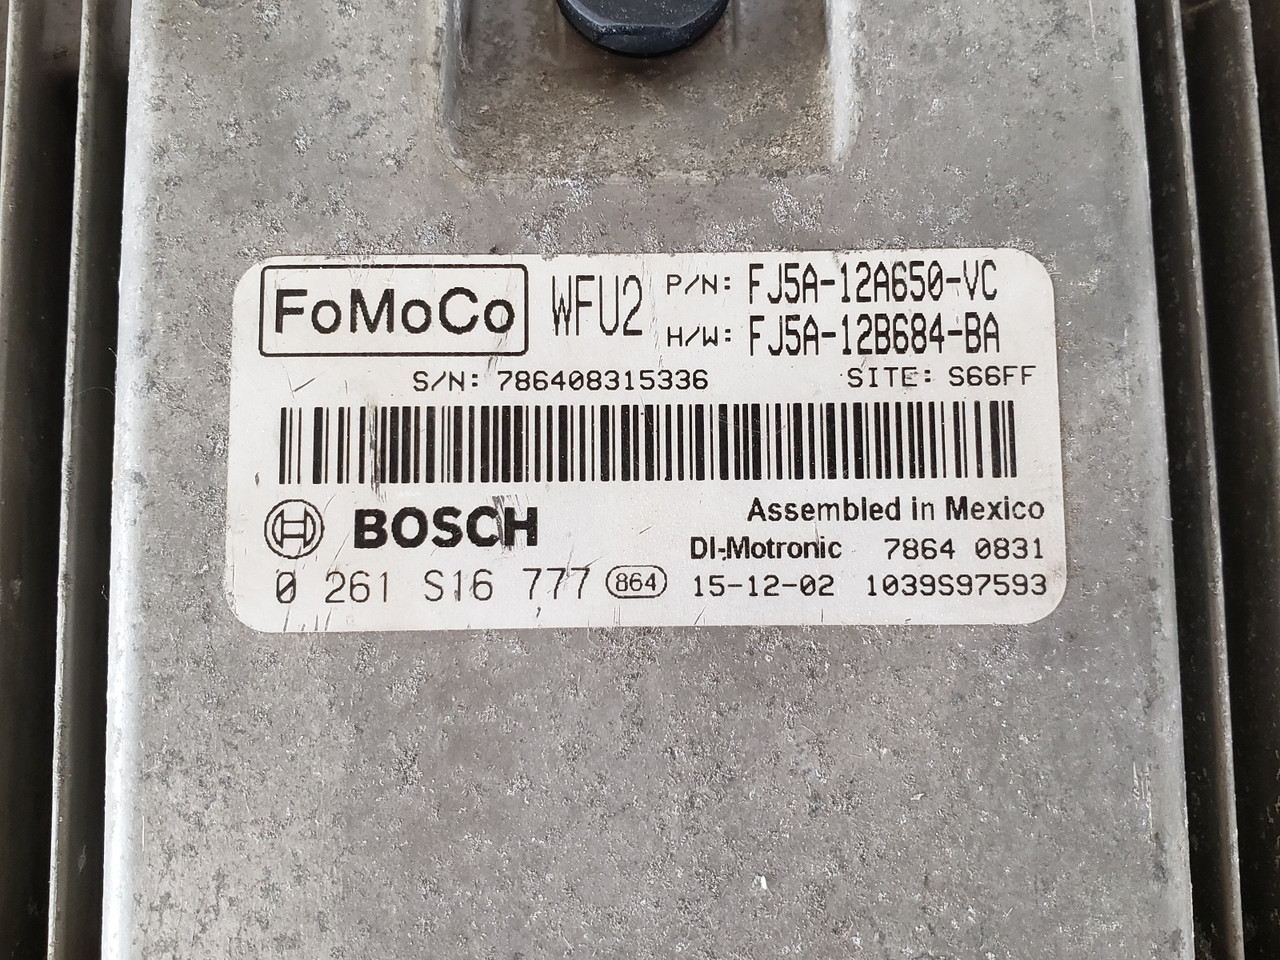 FoMoCo WFU2 P/N: FJ5A-12A650-VC
H/W: FJ5A-12B684-BA
S/N: 786408315336 SITE: S66FF
BOSCH Assembled in Mexico
DI-Motronic 7864 0831
0 261 S16 777 864 15-12-02 1039S97593